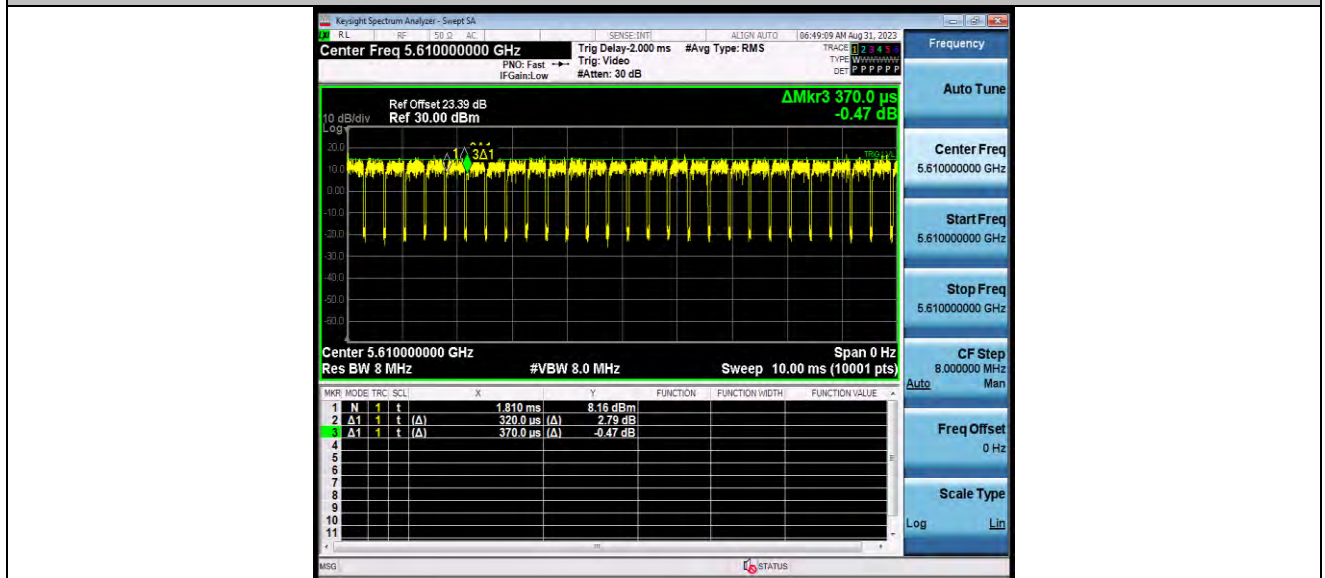 Keysight Spectrum Analyzer - Swept SA
RL RF 50 Ω AC SENSE:INT ALIGN AUTO 06:49:09 AM Aug 31, 2023
Center Freq 5.610000000 GHz
PNO: Fast
IFGain:Low
Trig Delay-2.000 ms
Trig: Video
#Atten: 30 dB
#Avg Type: RMS
TRACE 1 2 3 4 5 6
TYPE WWWWWW
DET P P P P P P
ΔMkr3 370.0 µs
-0.47 dB
Ref Offset 23.39 dB
10 dB/div Ref 30.00 dBm
Log
20.0
10.0
0.00
-10.0
-20.0
-30.0
-40.0
-50.0
-60.0
3Δ1
TRIG LVL
Center 5.610000000 GHz Span 0 Hz
Res BW 8 MHz #VBW 8.0 MHz Sweep 10.00 ms (10001 pts)
MKR MODE TRC SCL X Y FUNCTION FUNCTION WIDTH FUNCTION VALUE
1 N 1 t 1.810 ms 8.16 dBm
2 Δ1 1 t (Δ) 320.0 µs (Δ) 2.79 dB
3 Δ1 1 t (Δ) 370.0 µs (Δ) -0.47 dB
4
5
6
7
8
9
10
11
MSG STATUS
Frequency
Auto Tune
Center Freq
5.610000000 GHz
Start Freq
5.610000000 GHz
Stop Freq
5.610000000 GHz
CF Step
8.000000 MHz
Auto Man
Freq Offset
0 Hz
Scale Type
Log Lin